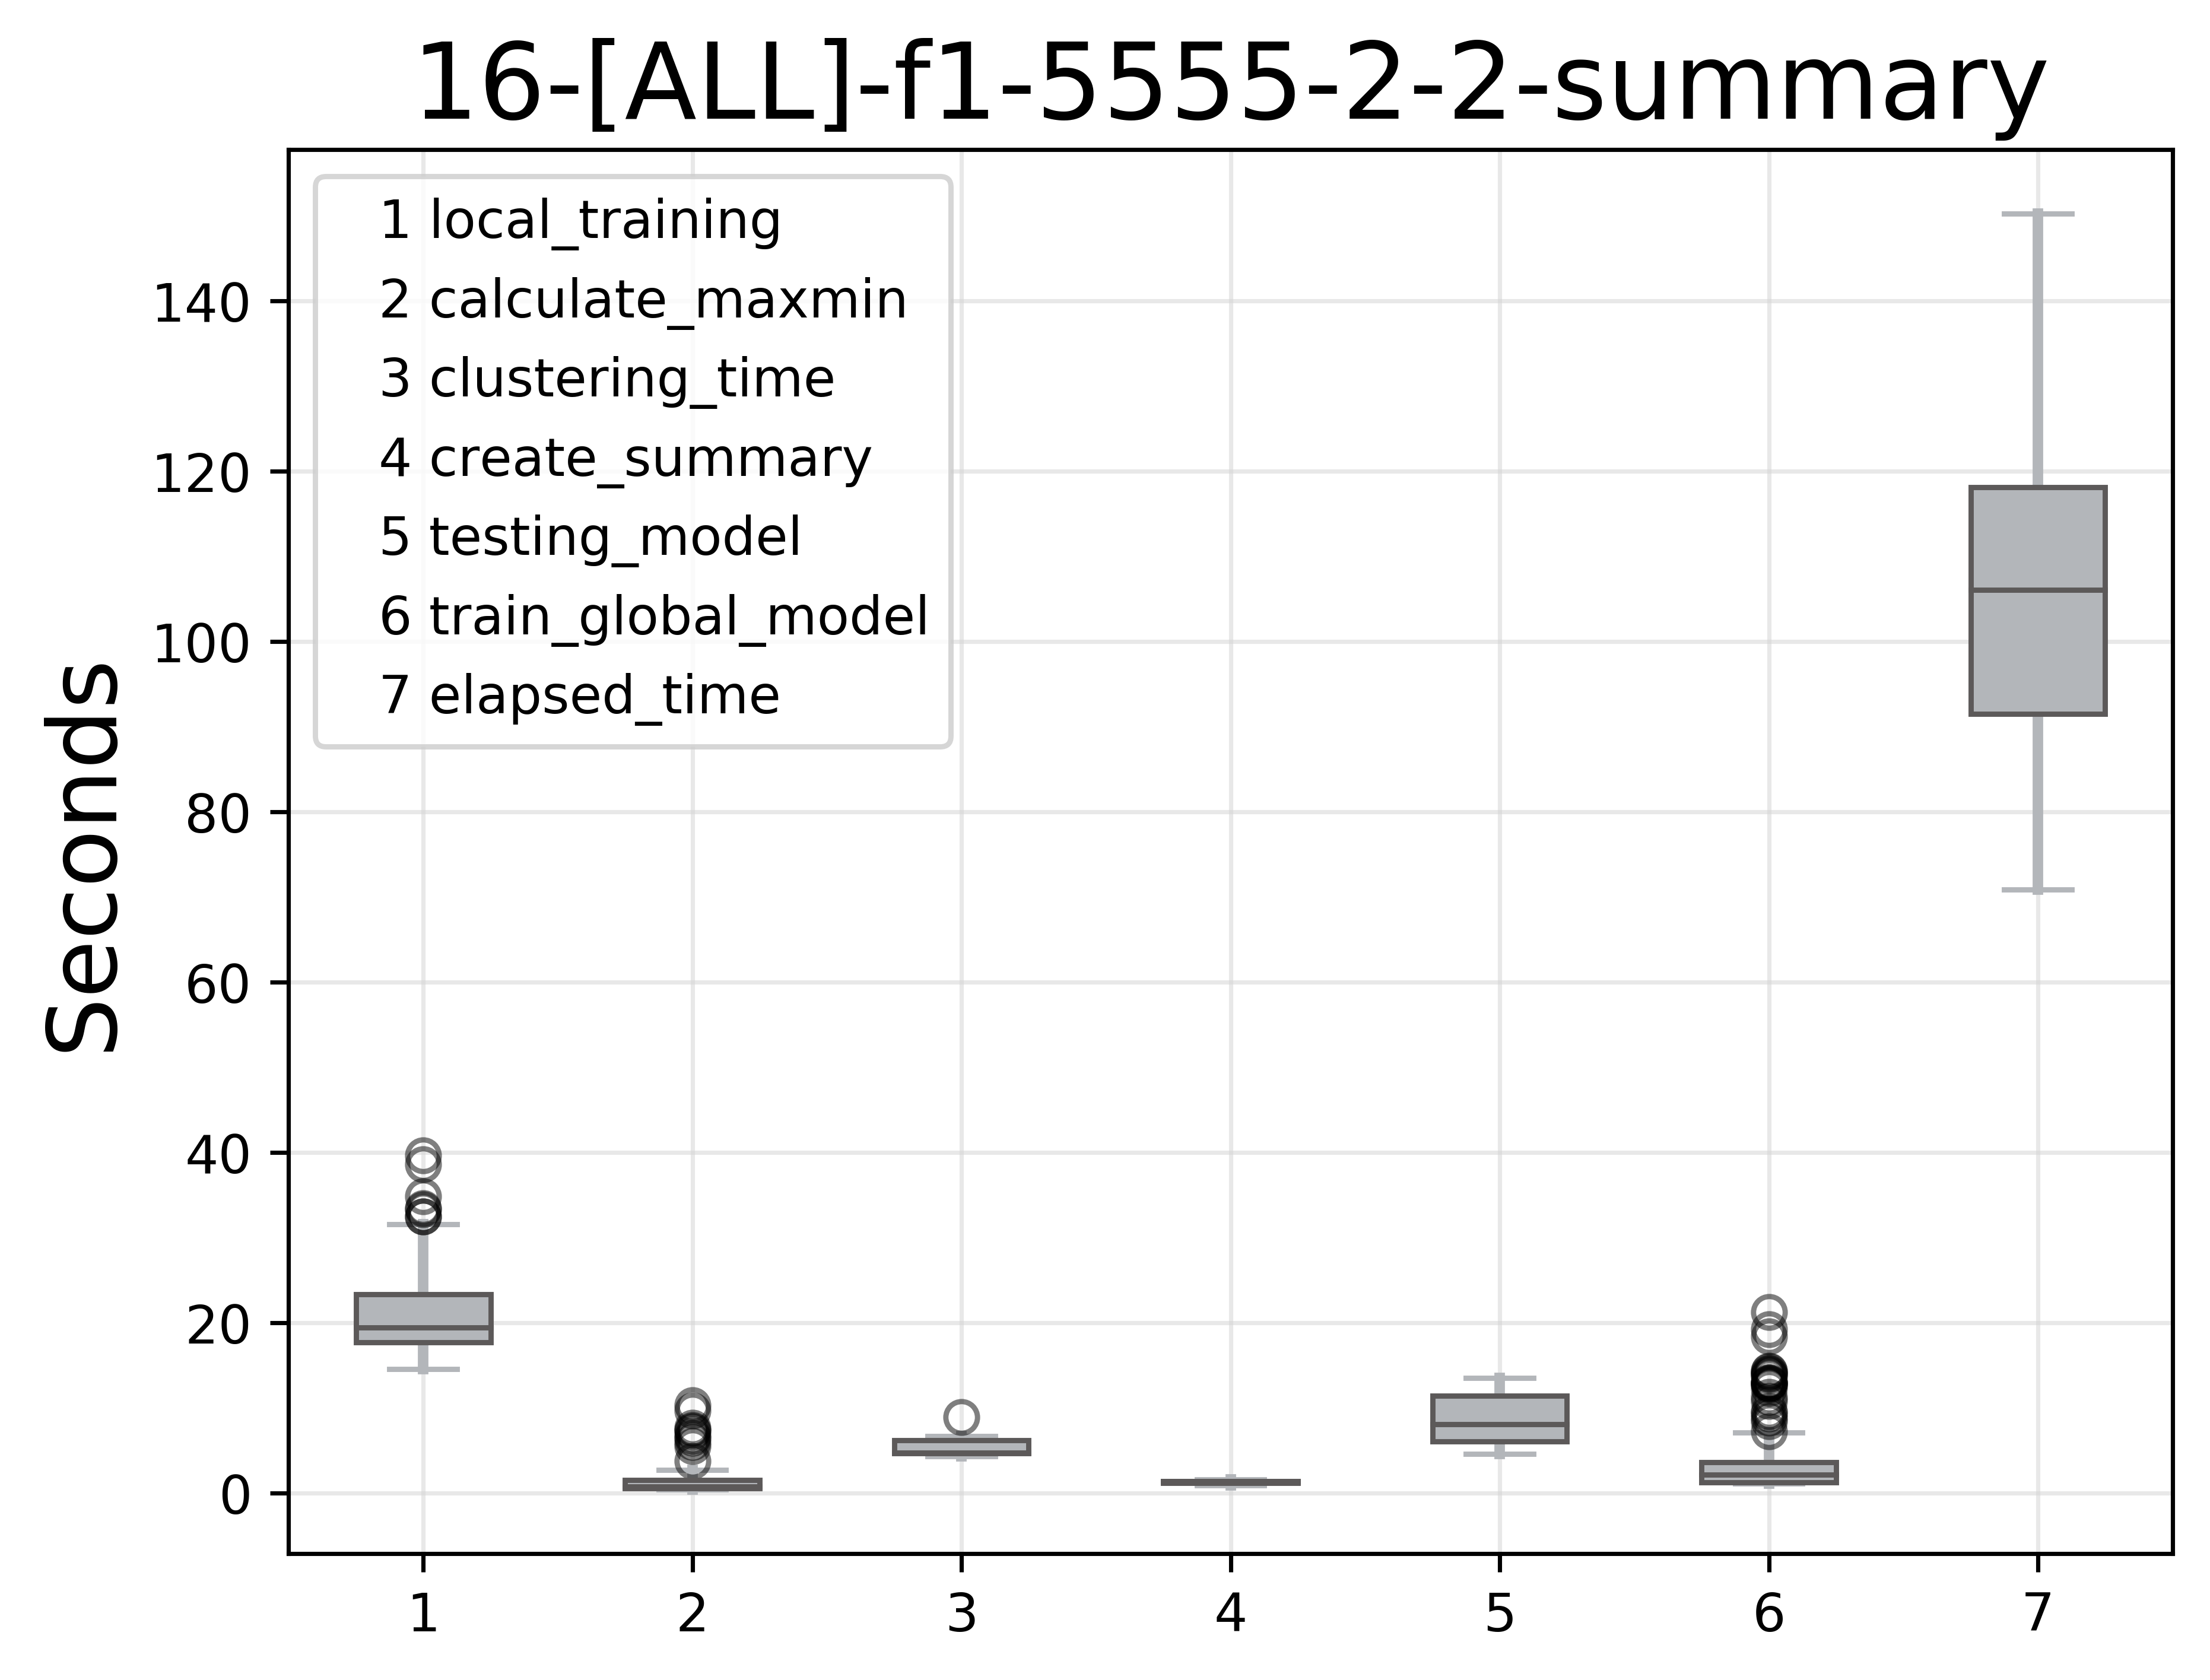 16-[ALL]-f1-5555-2-2-summary
1 local_training
2 calculate_maxmin
3 clustering_time
4 create_summary
5 testing_model
6 train_global_model
7 elapsed_time
Seconds
140
120
100
80
60
40
20
0
1 2 3 4 5 6 7